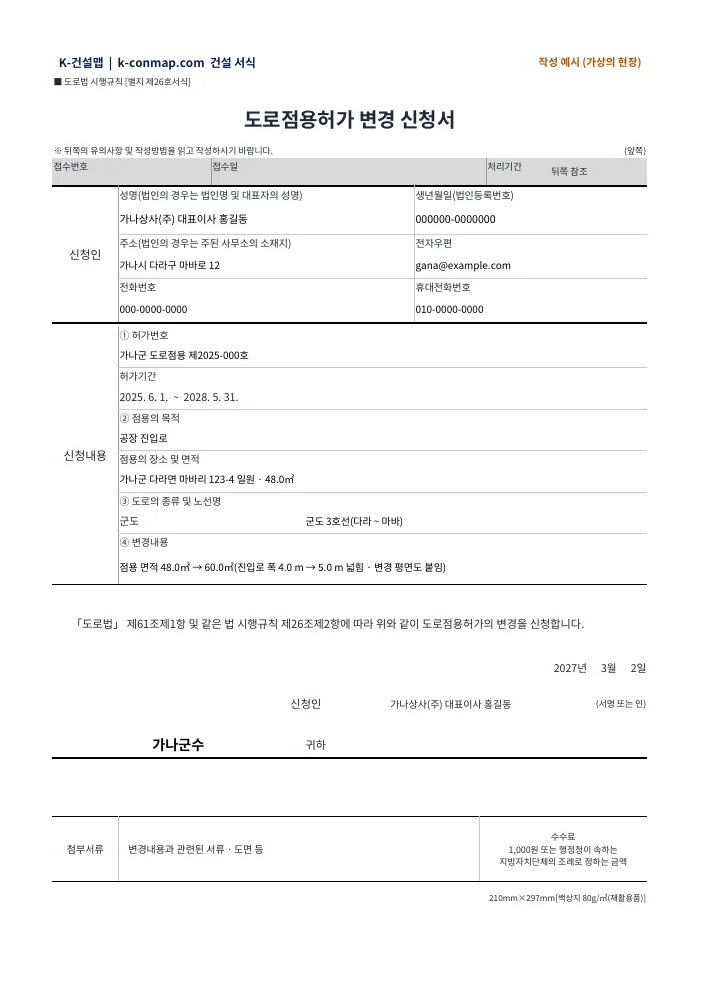 K-건설맵 | k-conmap.com 건설 서식
작성 예시 (가상의 현장)
■ 도로법 시행규칙 [별지 제26호서식]
도로점용허가 변경 신청서
※ 뒤쪽의 유의사항 및 작성방법을 읽고 작성하시기 바랍니다.
(앞쪽)
접수번호
접수일
처리기간
뒤쪽 참조
신청인
성명(법인의 경우는 법인명 및 대표자의 성명)
가나상사(주) 대표이사 홍길동
생년월일(법인등록번호)
000000-0000000
주소(법인의 경우는 주된 사무소의 소재지)
가나시 다라구 마바로 12
전자우편
gana@example.com
전화번호
000-0000-0000
휴대전화번호
010-0000-0000
신청내용
① 허가번호
가나군 도로점용 제2025-000호
허가기간
2025. 6. 1. ~ 2028. 5. 31.
② 점용의 목적
공장 진입로
점용의 장소 및 면적
가나군 다라면 마바리 123-4 일원 · 48.0㎡
③ 도로의 종류 및 노선명
군도 군도 3호선(다라 ~ 마바)
④ 변경내용
점용 면적 48.0㎡ → 60.0㎡(진입로 폭 4.0 m → 5.0 m 넓힘 · 변경 평면도 붙임)
「도로법」 제61조제1항 및 같은 법 시행규칙 제26조제2항에 따라 위와 같이 도로점용허가의 변경을 신청합니다.
2027년 3월 2일
신청인 가나상사(주) 대표이사 홍길동 (서명 또는 인)
가나군수 귀하
첨부서류
변경내용과 관련된 서류 · 도면 등
수수료
1,000원 또는 행정청이 속하는
지방자치단체의 조례로 정하는 금액
210mm×297mm[백상지 80g/㎡(재활용품)]